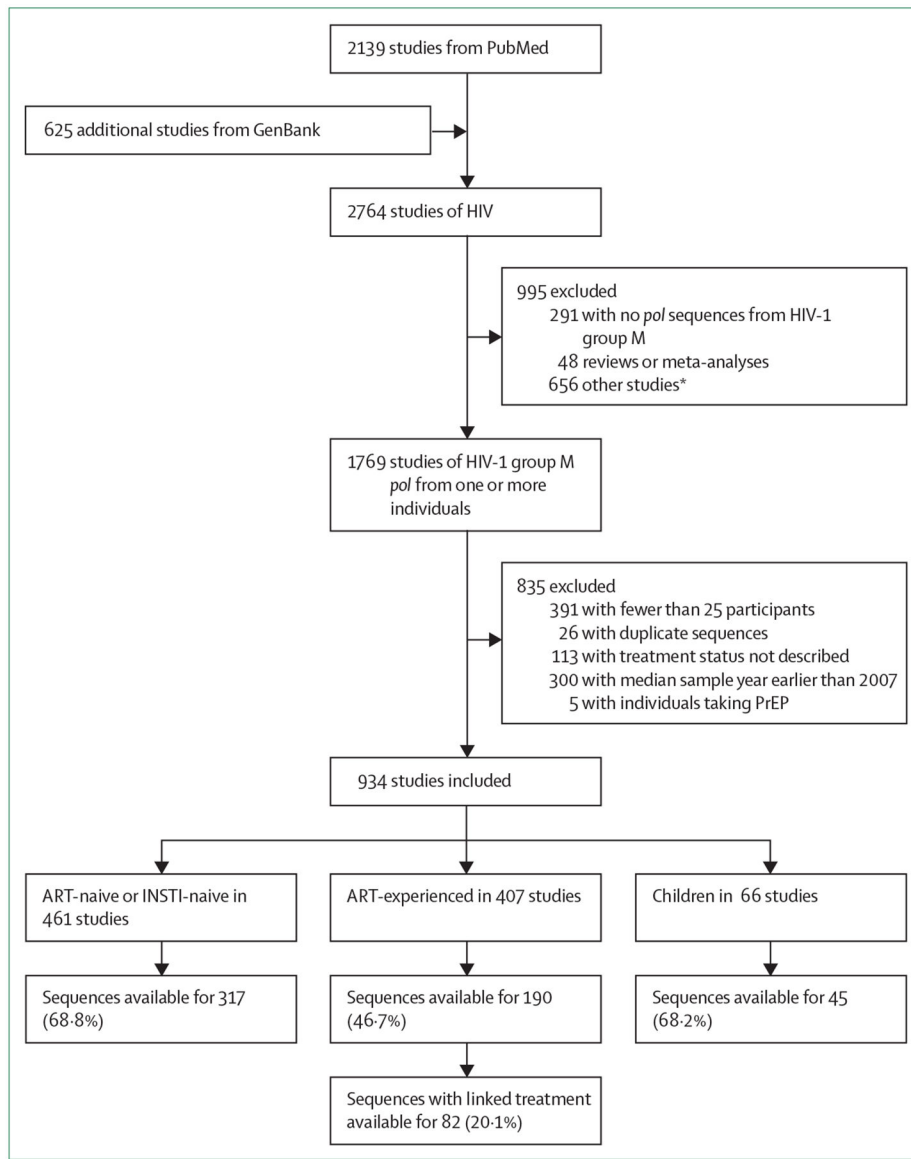 2139 studies from PubMed
625 additional studies from GenBank
2764 studies of HIV
995 excluded
291 with no pol sequences from HIV-1
group M
48 reviews or meta-analyses
656 other studies*
1769 studies of HIV-1 group M
pol from one or more
individuals
835 excluded
391 with fewer than 25 participants
26 with duplicate sequences
113 with treatment status not described
300 with median sample year earlier than 2007
5 with individuals taking PrEP
934 studies included
ART-naive or INSTI-naive in
461 studies
ART-experienced in 407 studies
Children in 66 studies
Sequences available for 317
(68·8%)
Sequences available for 190
(46·7%)
Sequences available for 45
(68·2%)
Sequences with linked treatment
available for 82 (20·1%)